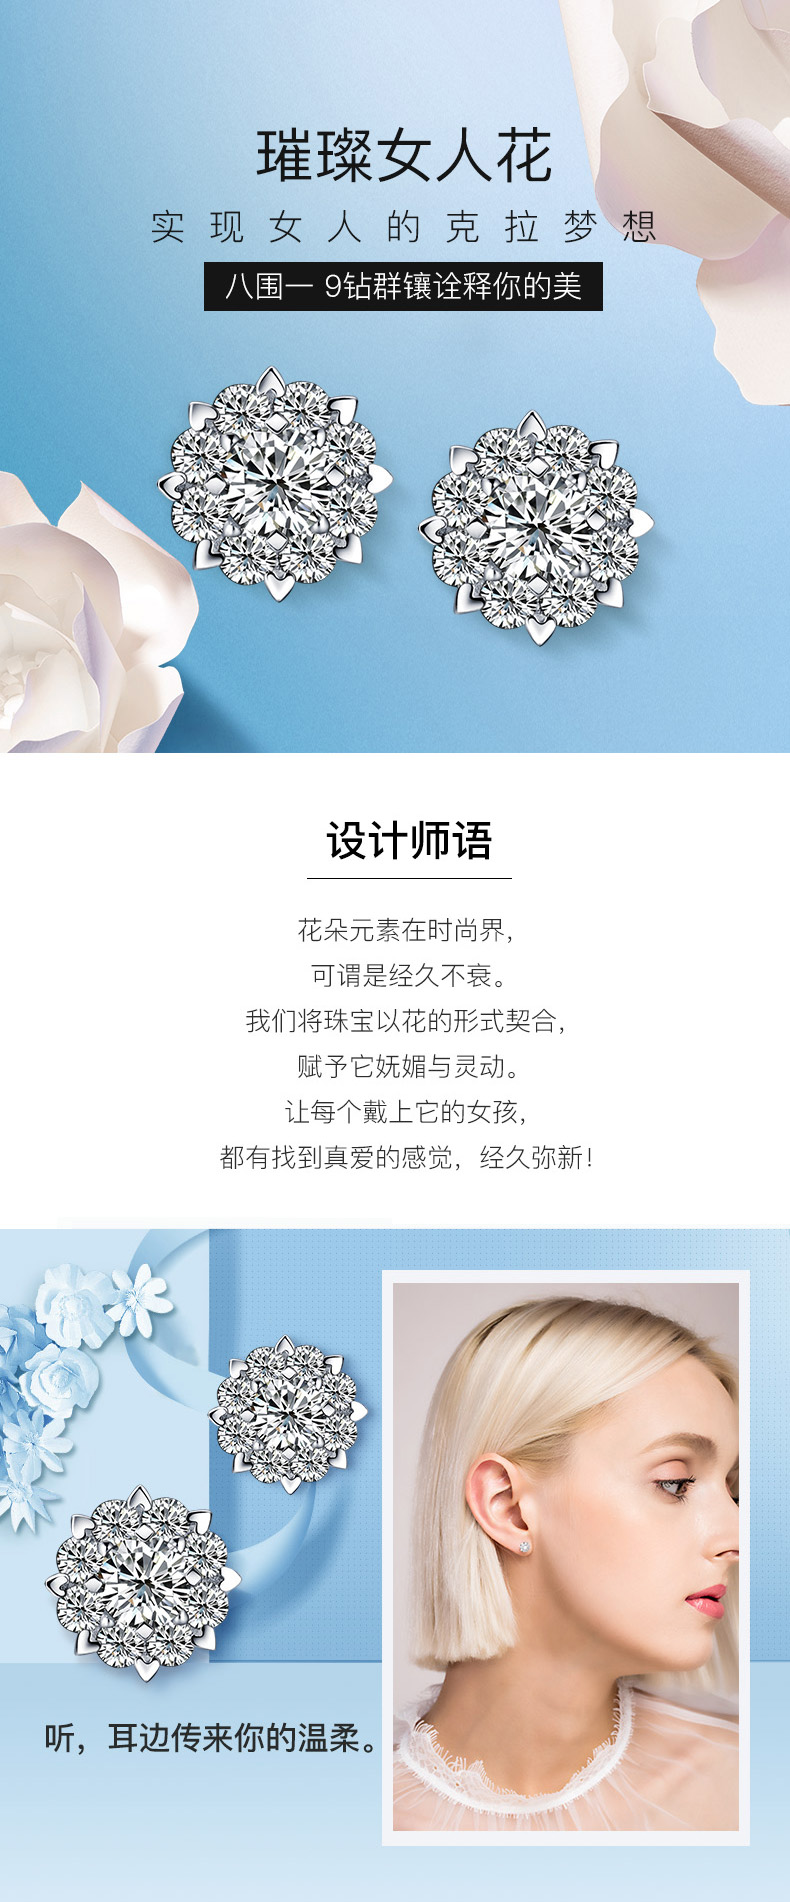 璀璨女人花
实现女人的克拉梦想
八围一 9钻群镶诠释你的美
设计师语
花朵元素在时尚界，
可谓是经久不衰。
我们将珠宝以花的形式契合，
赋予它妩媚与灵动。
让每个戴上它的女孩，
都有找到真爱的感觉，经久弥新！
听，耳边传来你的温柔。